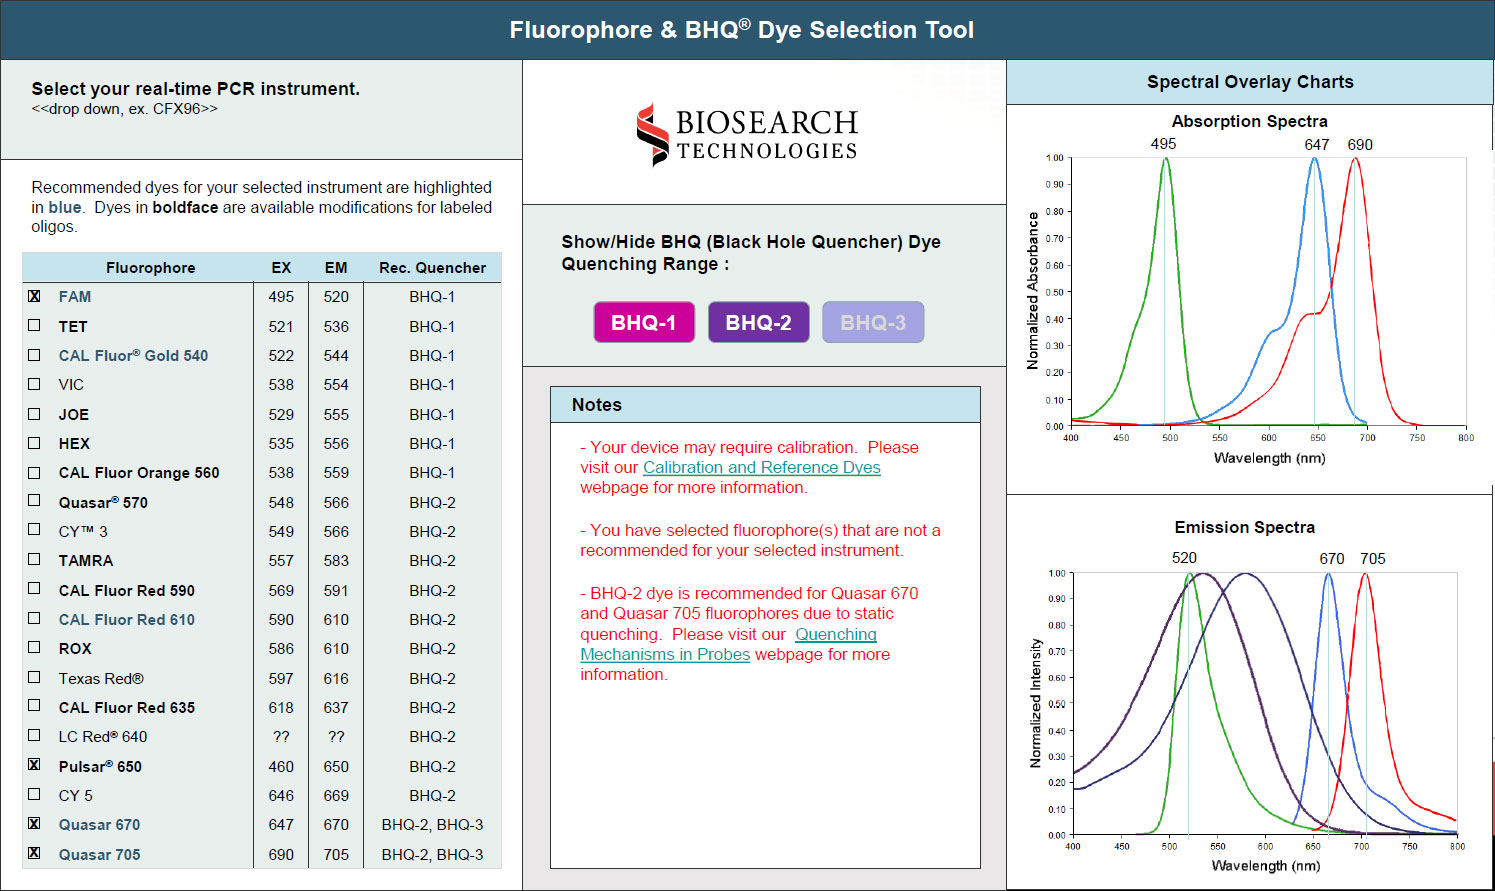 Fluorophore & BHQ® Dye Selection Tool
Select your real-time PCR instrument.
<<drop down, ex. CFX96>>
Recommended dyes for your selected instrument are highlighted
in blue. Dyes in boldface are available modifications for labeled
oligos.
Fluorophore EX EM Rec. Quencher
X FAM 495 520 BHQ-1
TET 521 536 BHQ-1
CAL Fluor® Gold 540 522 544 BHQ-1
VIC 538 554 BHQ-1
JOE 529 555 BHQ-1
HEX 535 556 BHQ-1
CAL Fluor Orange 560 538 559 BHQ-1
Quasar® 570 548 566 BHQ-2
CY™ 3 549 566 BHQ-2
TAMRA 557 583 BHQ-2
CAL Fluor Red 590 569 591 BHQ-2
CAL Fluor Red 610 590 610 BHQ-2
ROX 586 610 BHQ-2
Texas Red® 597 616 BHQ-2
CAL Fluor Red 635 618 637 BHQ-2
LC Red® 640 ?? ?? BHQ-2
X Pulsar® 650 460 650 BHQ-2
CY 5 646 669 BHQ-2
X Quasar 670 647 670 BHQ-2, BHQ-3
X Quasar 705 690 705 BHQ-2, BHQ-3
BIOSEARCH
TECHNOLOGIES
Show/Hide BHQ (Black Hole Quencher) Dye
Quenching Range :
BHQ-1 BHQ-2 BHQ-3
Notes
- Your device may require calibration. Please
visit our Calibration and Reference Dyes
webpage for more information.
- You have selected fluorophore(s) that are not a
recommended for your selected instrument.
- BHQ-2 dye is recommended for Quasar 670
and Quasar 705 fluorophores due to static
quenching. Please visit our Quenching
Mechanisms in Probes webpage for more
information.
Spectral Overlay Charts
Absorption Spectra
495 647 690
Normalized Absorbance
1.00
0.90
0.80
0.70
0.60
0.50
0.40
0.30
0.20
0.10
0.00
400 450 500 550 600 650 700 750 800
Wavelength (nm)
Emission Spectra
520 670 705
Normalized Intensity
1.00
0.90
0.80
0.70
0.60
0.50
0.40
0.30
0.20
0.10
0.00
400 450 500 550 600 650 700 750 800
Wavelength (nm)